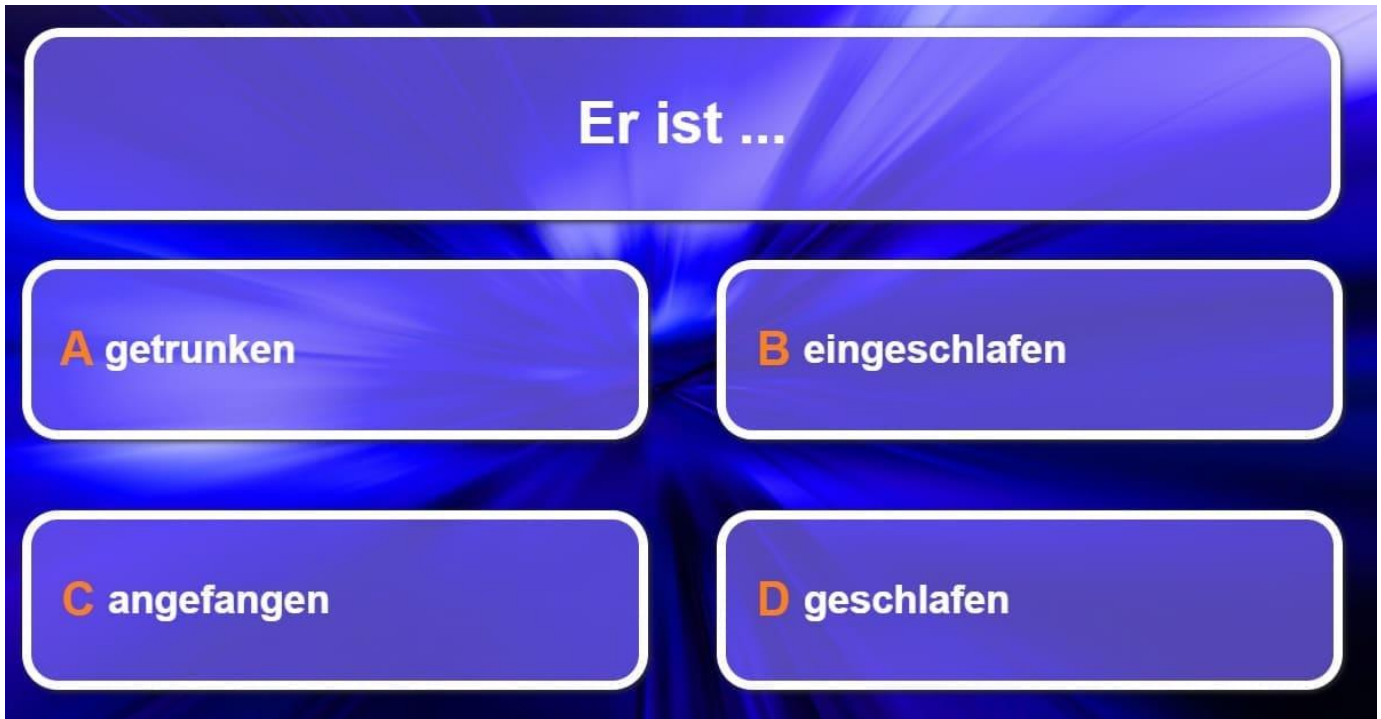 Er ist ...
A getrunken
B eingeschlafen
C angefangen
D geschlafen